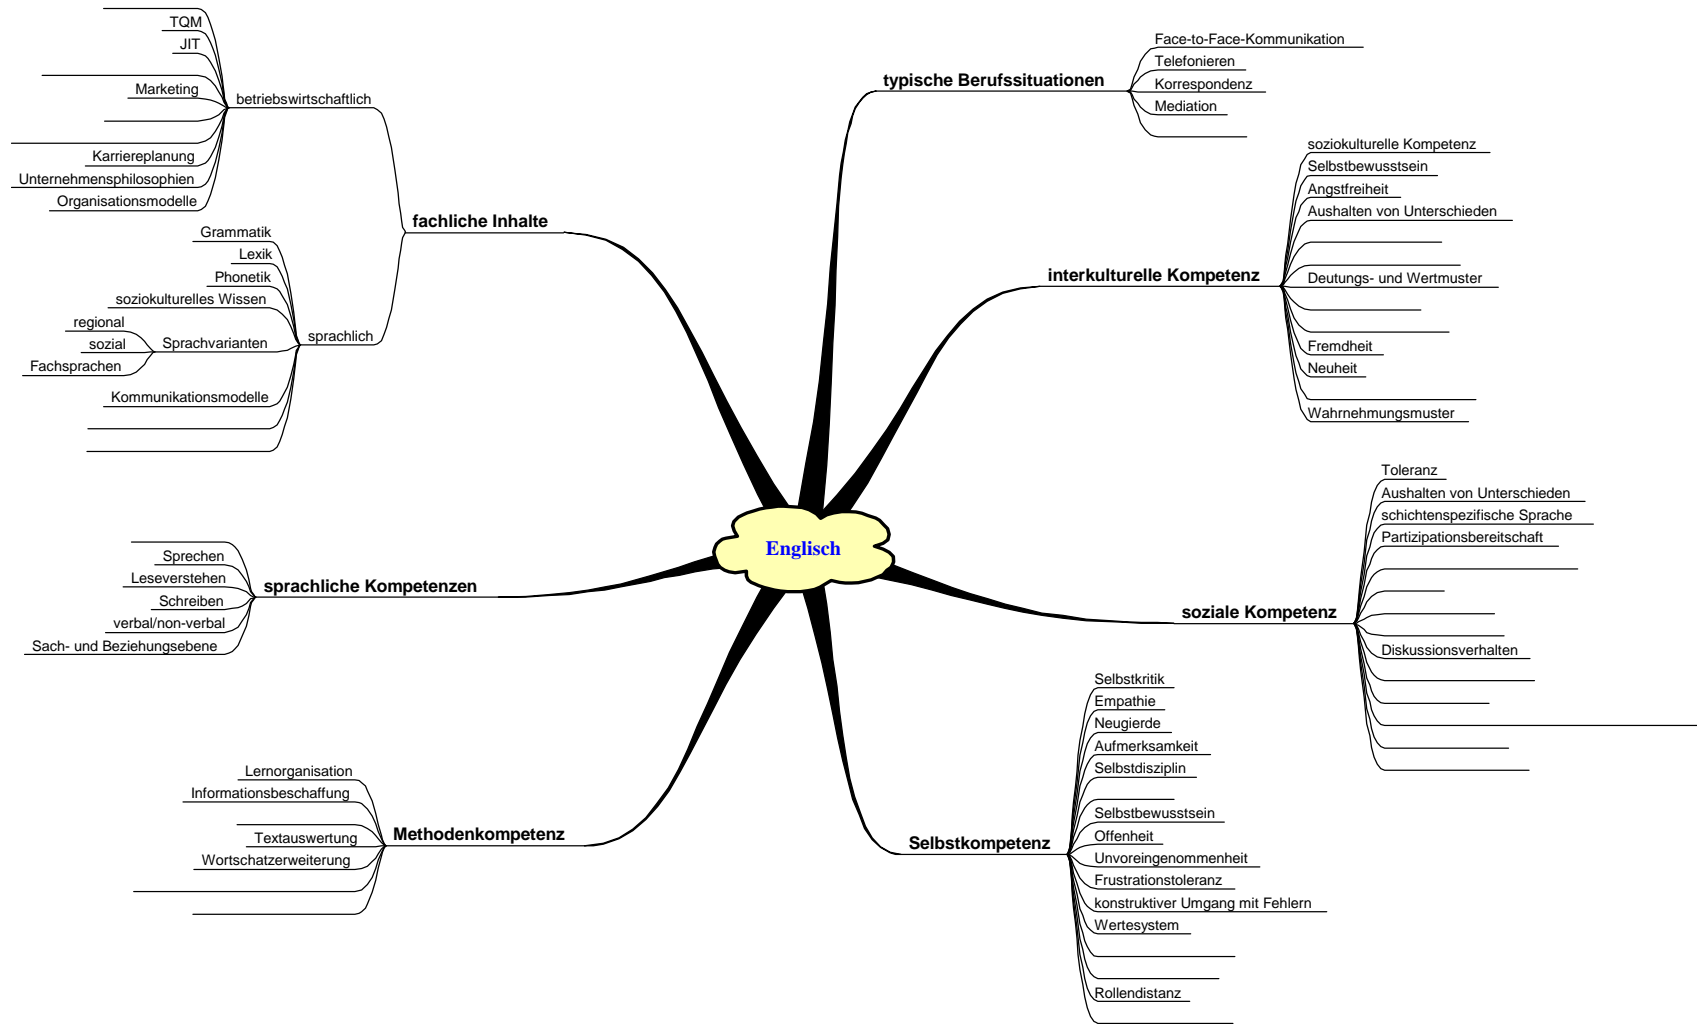 TQM
JIT
Marketing
betriebswirtschaftlich
Karriereplanung
Unternehmensphilosophien
Organisationsmodelle
fachliche Inhalte
Grammatik
Lexik
Phonetik
soziokulturelles Wissen
regional
sozial
Fachsprachen
Sprachvarianten
sprachlich
Kommunikationsmodelle
Sprechen
Leseverstehen
Schreiben
verbal/non-verbal
Sach- und Beziehungsebene
sprachliche Kompetenzen
Lernorganisation
Informationsbeschaffung
Textauswertung
Wortschatzerweiterung
Methodenkompetenz
Englisch
typische Berufssituationen
Face-to-Face-Kommunikation
Telefonieren
Korrespondenz
Mediation
interkulturelle Kompetenz
soziokulturelle Kompetenz
Selbstbewusstsein
Angstfreiheit
Aushalten von Unterschieden
Deutungs- und Wertmuster
Fremdheit
Neuheit
Wahrnehmungsmuster
soziale Kompetenz
Toleranz
Aushalten von Unterschieden
schichtenspezifische Sprache
Partizipationsbereitschaft
Diskussionsverhalten
Selbstkompetenz
Selbstkritik
Empathie
Neugierde
Aufmerksamkeit
Selbstdisziplin
Selbstbewusstsein
Offenheit
Unvoreingenommenheit
Frustrationstoleranz
konstruktiver Umgang mit Fehlern
Wertesystem
Rollendistanz